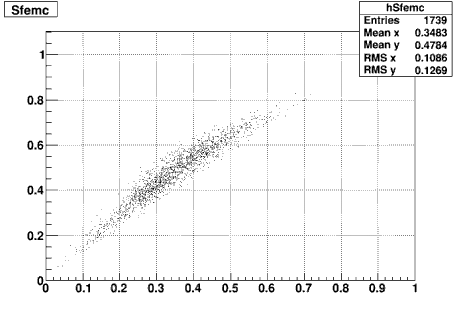 Sfemc
hSfemc
Entries 1739
Mean x 0.3483
Mean y 0.4784
RMS x 0.1086
RMS y 0.1269
1
0.8
0.6
0.4
0.2
0
0 0.1 0.2 0.3 0.4 0.5 0.6 0.7 0.8 0.9 1